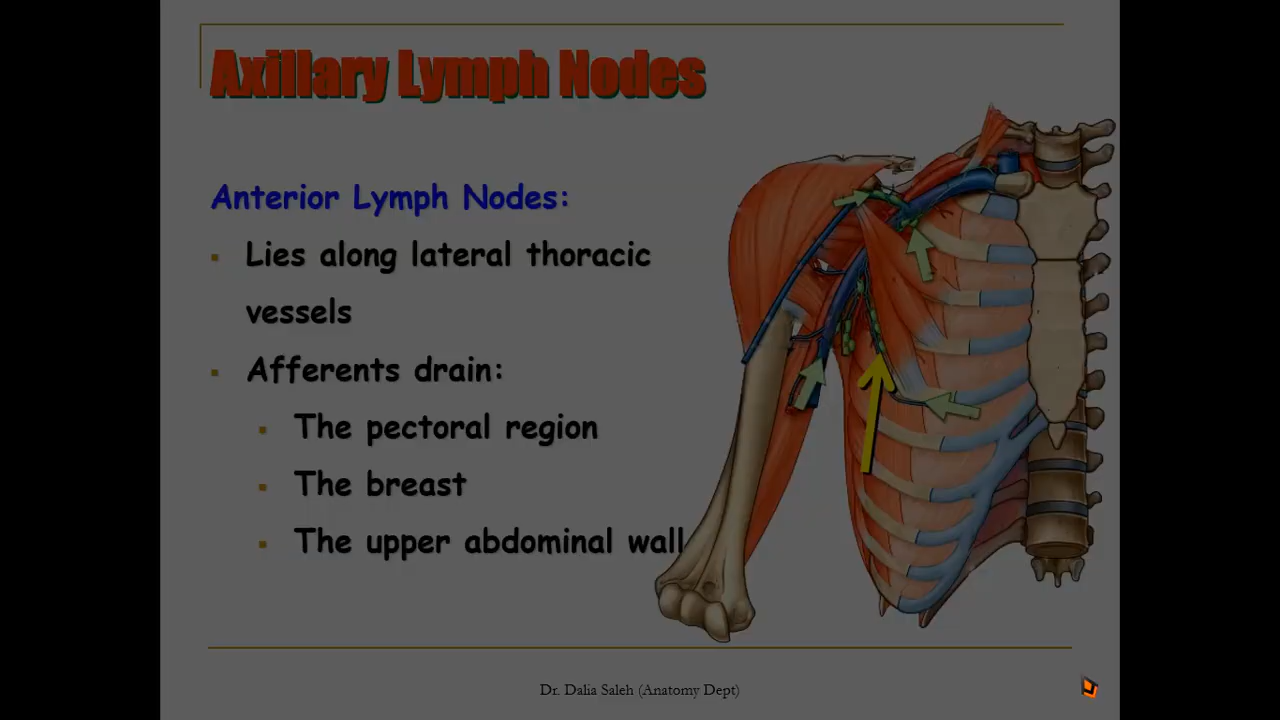 Axillary Lymph Nodes
Anterior Lymph Nodes:
▪ Lies along lateral thoracic
vessels
▪ Afferents drain:
▪ The pectoral region
▪ The breast
▪ The upper abdominal wall
Dr. Dalia Saleh (Anatomy Dept)